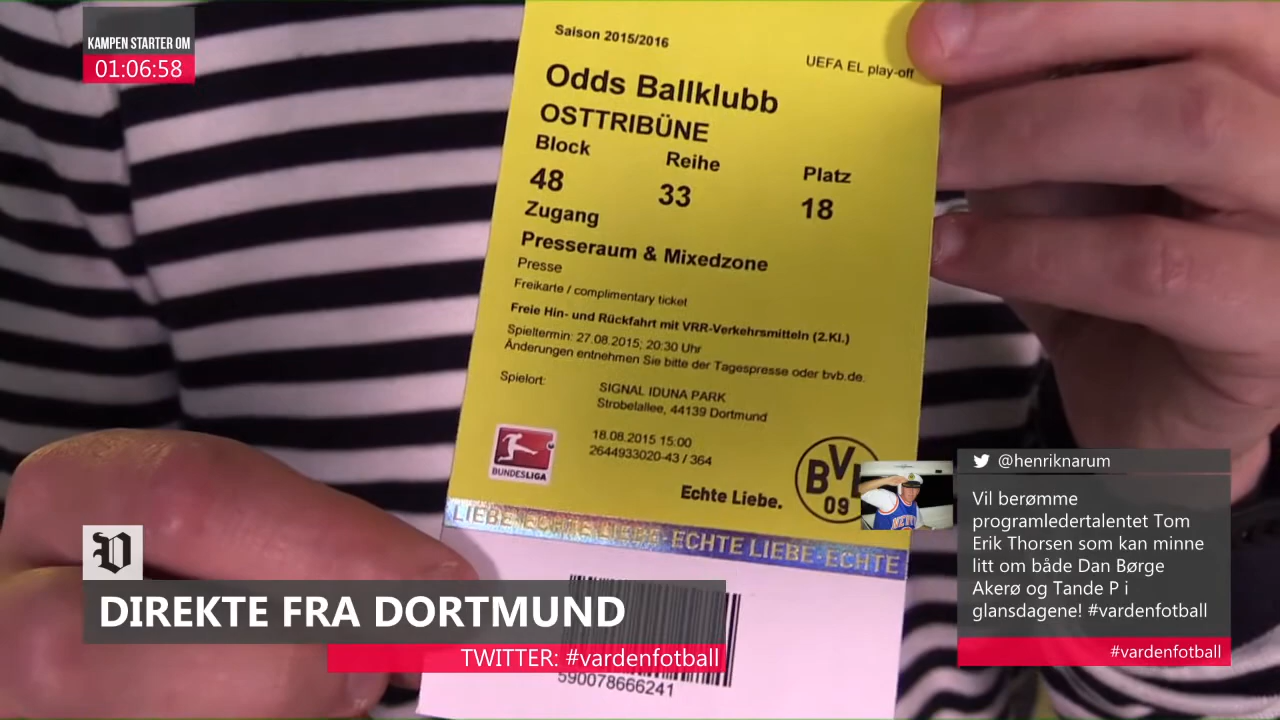 KAMPEN STARTER OM
01:06:58
Saison 2015/2016
UEFA EL play-off
Odds Ballklubb
OSTTRIBÜNE
Block Reihe Platz
48 33 18
Zugang
Presseraum & Mixedzone
Presse
Freikarte / complimentary ticket
Freie Hin- und Rückfahrt mit VRR-Verkehrsmitteln (2.Kl.)
Spieltermin: 27.08.2015; 20:30 Uhr
Änderungen entnehmen Sie bitte der Tagespresse oder bvb.de.
Spielort: SIGNAL IDUNA PARK
Strobelallee, 44139 Dortmund
18.08.2015 15:00
2644933020-43 / 364
BUNDESLIGA
Echte Liebe.
BVB
09
LIEBE·ECHTE LIEBE·ECHTE LIEBE·ECHTE
590078666241
DIREKTE FRA DORTMUND
TWITTER: #vardenfotball
@henriknarum
Vil berømme
programledertalentet Tom
Erik Thorsen som kan minne
litt om både Dan Børge
Akerø og Tande P i
glansdagene! #vardenfotball
#vardenfotball